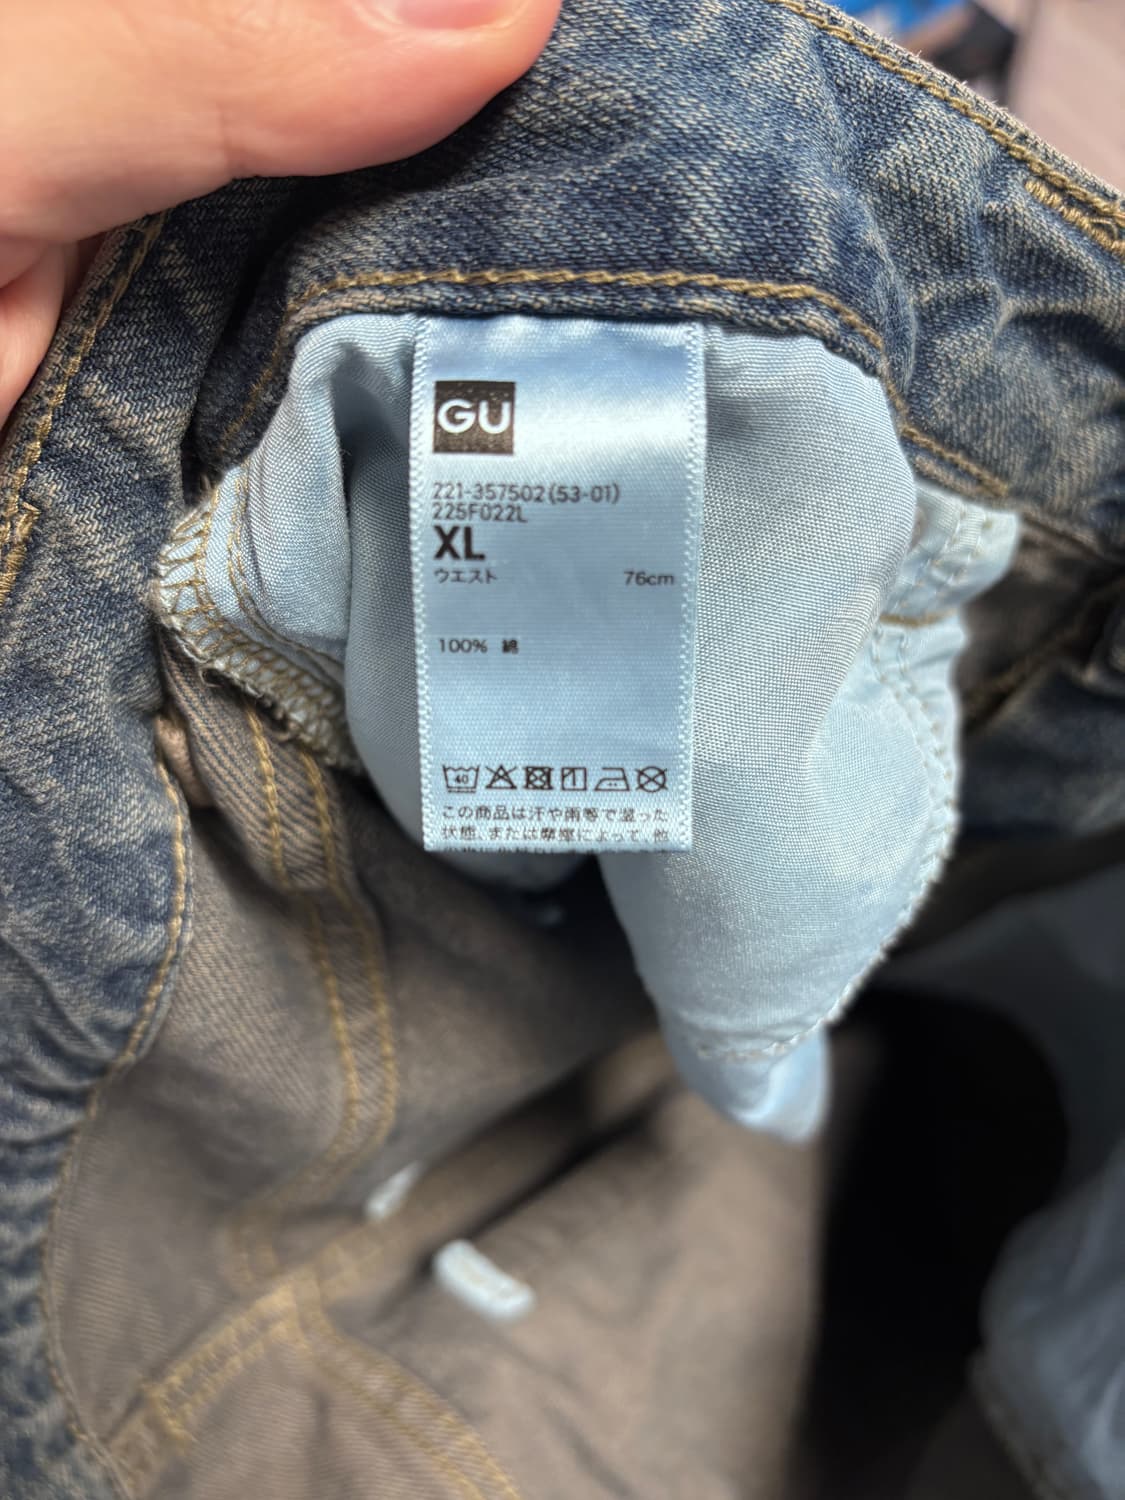 GU
221-357502(53-01)
225F022L
XL
ウエスト 76cm
100% 綿
40
この商品は汗や雨等で湿った
状態、または摩擦によって、他